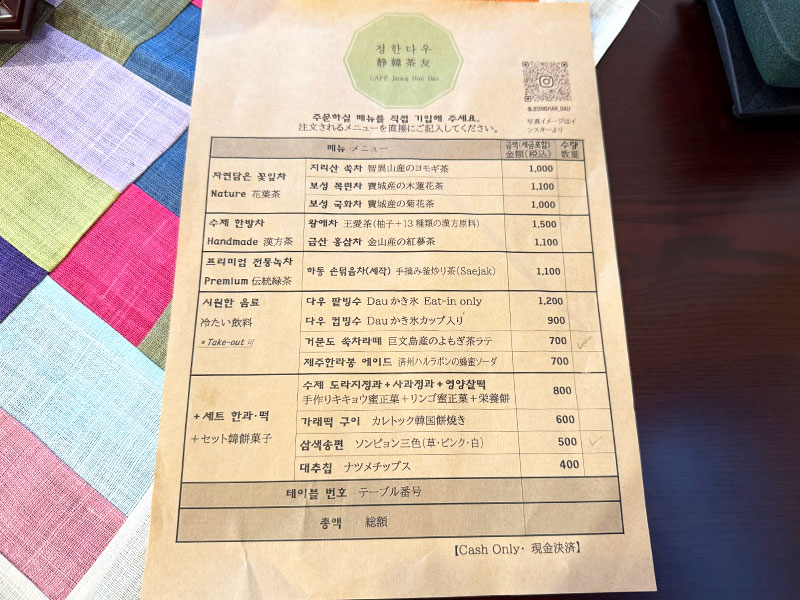 정한다우
静韓茶友
CAFÉ Jeong Han Dau
@JEONGHAN_DAU
写真イメージはイ
ンスターより
주문하실 메뉴를 직접 기입해 주세요.
注文されるメニューを直接にご記入してください。
메뉴 メニュー 금액(세금포함) 수량
金額(税込) 数量
자연담은 꽃잎차
Nature 花葉茶
지리산 쑥차 智異山産のヨモギ茶 1,000
보성 목련차 寶城産の木蓮花茶 1,100
보성 국화차 寶城産の菊花茶 1,000
수제 한방차
Handmade 漢方茶
왕애차 王愛茶(柚子+13種類の漢方原料) 1,500
금산 홍삼차 金山産の紅蔘茶 1,100
프리미엄 전통녹차
Premium 伝統緑茶
하동 손덖음차(세작) 手摘み釜炒り茶(Saejak) 1,100
시원한 음료
冷たい飲料
*Take-out 可
다우 팥빙수 Dauかき氷 Eat-in only 1,200
다우 컵빙수 Dauかき氷カップ入り 900
거문도 쑥차라떼 巨文島産のよもぎ茶ラテ 700
제주한라봉 에이드 済州ハルラボンの蜂蜜ソーダ 700
+세트 한과·떡
+セット韓餅菓子
수제 도라지정과+사과정과+영양찰떡
手作りキキョウ蜜正菓+リンゴ蜜正菓+栄養餅 800
가래떡 구이 カレトック韓国餅焼き 600
삼색송편 ソンピョン三色(草・ピンク・白) 500
대추칩 ナツメチップス 400
테이블 번호 テーブル番号
총액 総額
【Cash Only・現金決済】